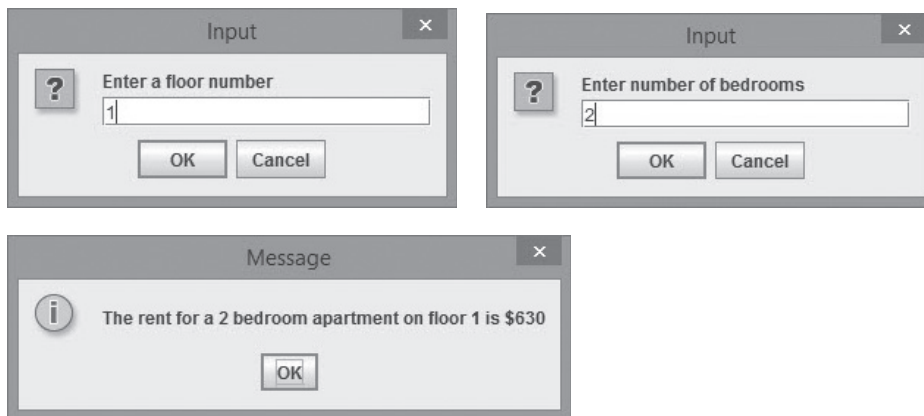 Input
×
?
Enter a floor number
1
OK Cancel
Input
×
?
Enter number of bedrooms
2
OK Cancel
Message
×
i
The rent for a 2 bedroom apartment on floor 1 is $630
OK